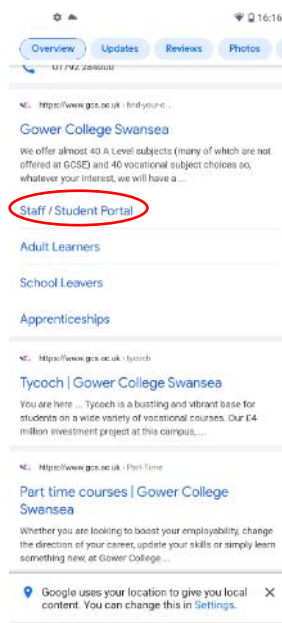 16:16
Overview Updates Reviews Photos
01792 284000
https://www.gcs.ac.uk › find-your-c...
Gower College Swansea
We offer almost 40 A Level subjects (many of which are not
offered at GCSE) and 40 vocational subject choices so,
whatever your interest, we will have a ...
Staff / Student Portal
Adult Learners
School Leavers
Apprenticeships
https://www.gcs.ac.uk › tycoch
Tycoch | Gower College Swansea
You are here ... Tycoch is a bustling and vibrant base for
students on a wide variety of vocational courses. Our £4
million investment project at this campus, ...
https://www.gcs.ac.uk › Part-Time
Part time courses | Gower College
Swansea
Whether you are looking to boost your employability, change
the direction of your career, update your skills or simply learn
something new, at Gower College ...
Google uses your location to give you local
content. You can change this in Settings.